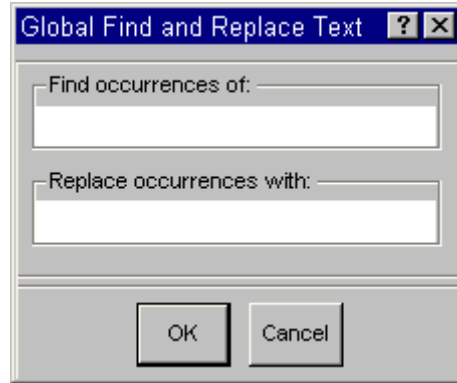 Global Find and Replace Text ?
Find occurrences of:
Replace occurrences with:
OK Cancel